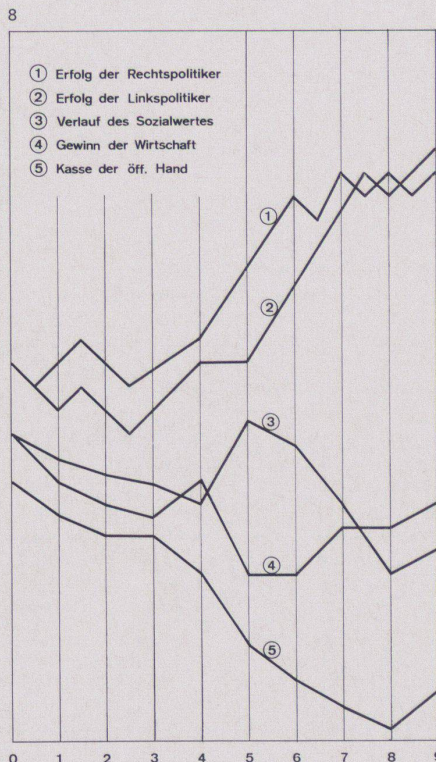 8
① Erfolg der Rechtspolitiker
② Erfolg der Linkspolitiker
③ Verlauf des Sozialwertes
④ Gewinn der Wirtschaft
⑤ Kasse der öff. Hand
①
②
③
④
⑤
0 1 2 3 4 5 6 7 8 9